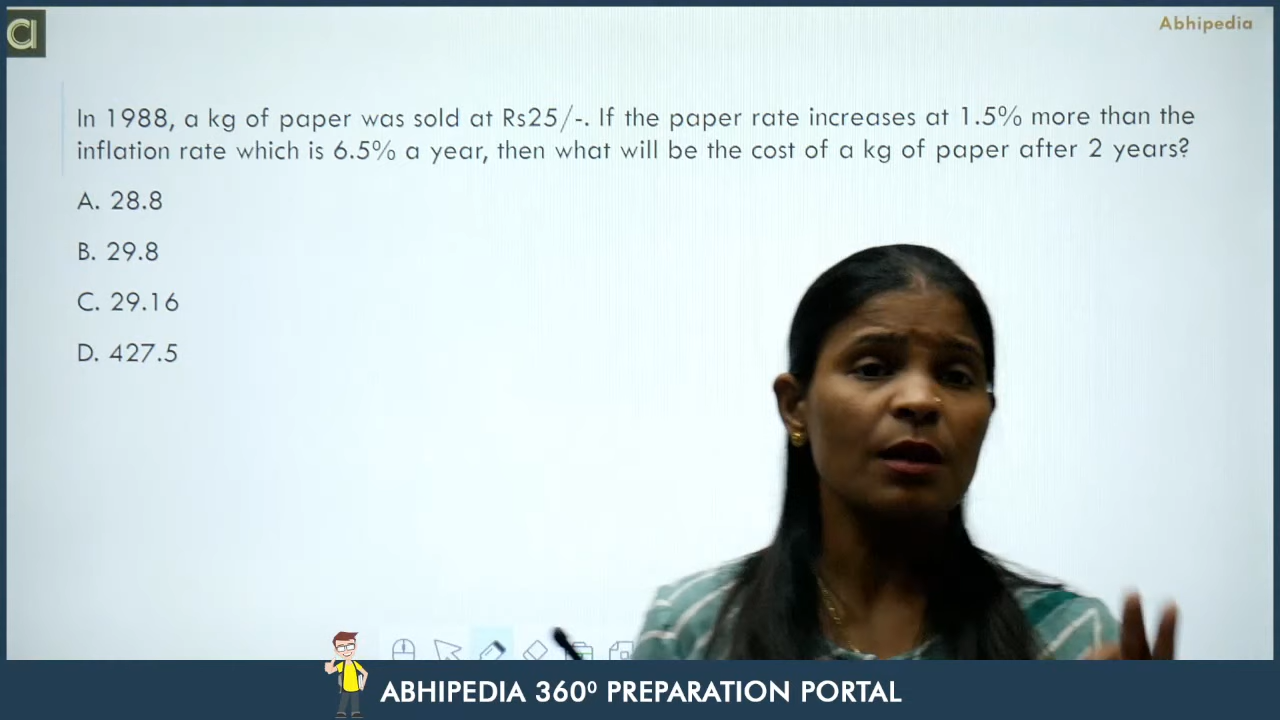 Abhipedia
In 1988, a kg of paper was sold at Rs25/-. If the paper rate increases at 1.5% more than the
inflation rate which is 6.5% a year, then what will be the cost of a kg of paper after 2 years?
A. 28.8
B. 29.8
C. 29.16
D. 427.5
ABHIPEDIA 360⁰ PREPARATION PORTAL